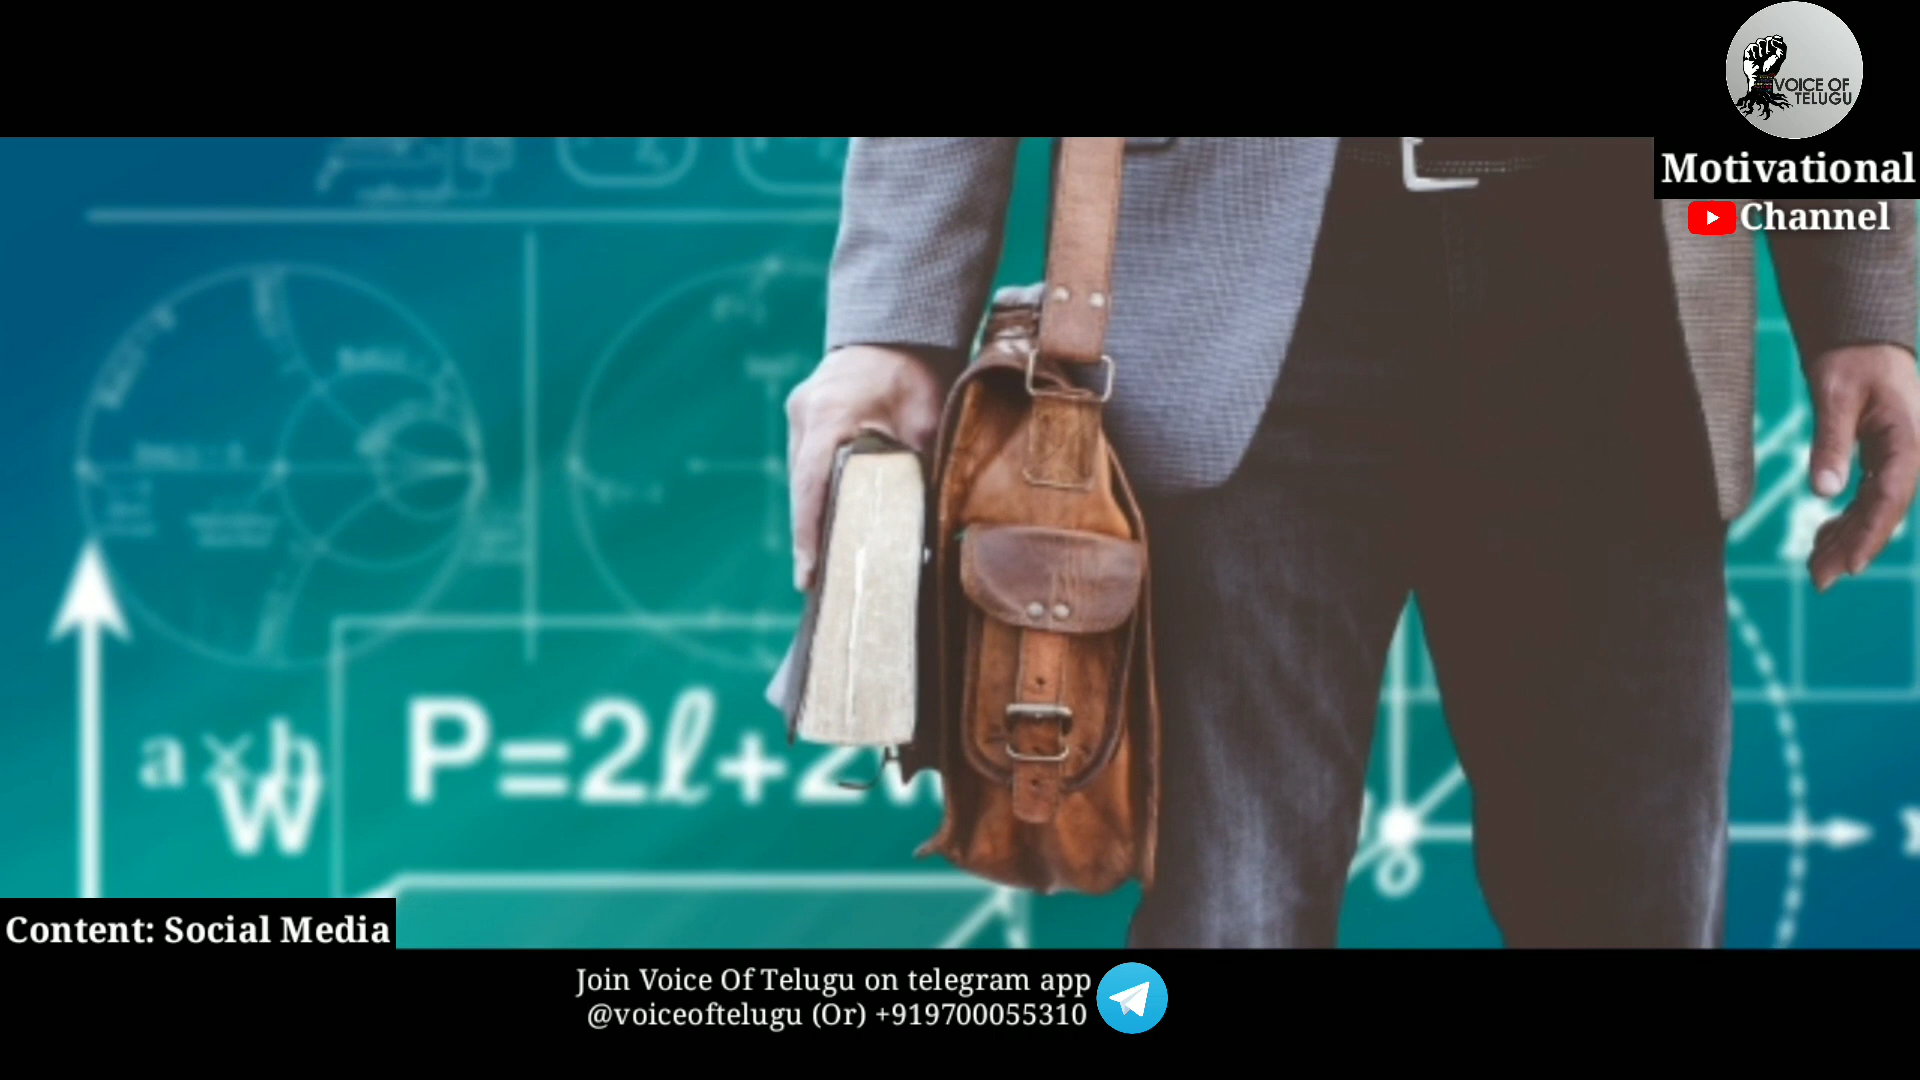 VOICE OF
TELUGU
Motivational
Channel
a × b
W
P=2ℓ+2w
o
x
Content: Social Media
Join Voice Of Telugu on telegram app
@voiceoftelugu (Or) +919700055310